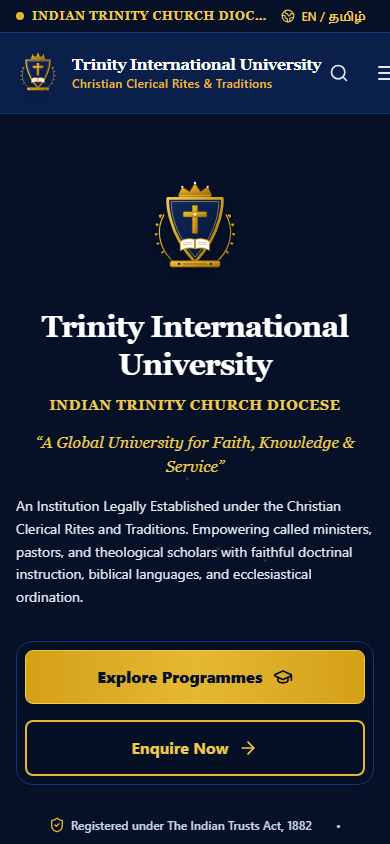 INDIAN TRINITY CHURCH DIOC...
EN / தமிழ்
Trinity International University
Christian Clerical Rites & Traditions
Trinity International
University
INDIAN TRINITY CHURCH DIOCESE
“A Global University for Faith, Knowledge &
Service”
An Institution Legally Established under the Christian
Clerical Rites and Traditions. Empowering called ministers,
pastors, and theological scholars with faithful doctrinal
instruction, biblical languages, and ecclesiastical
ordination.
Explore Programmes
Enquire Now →
Registered under The Indian Trusts Act, 1882 •